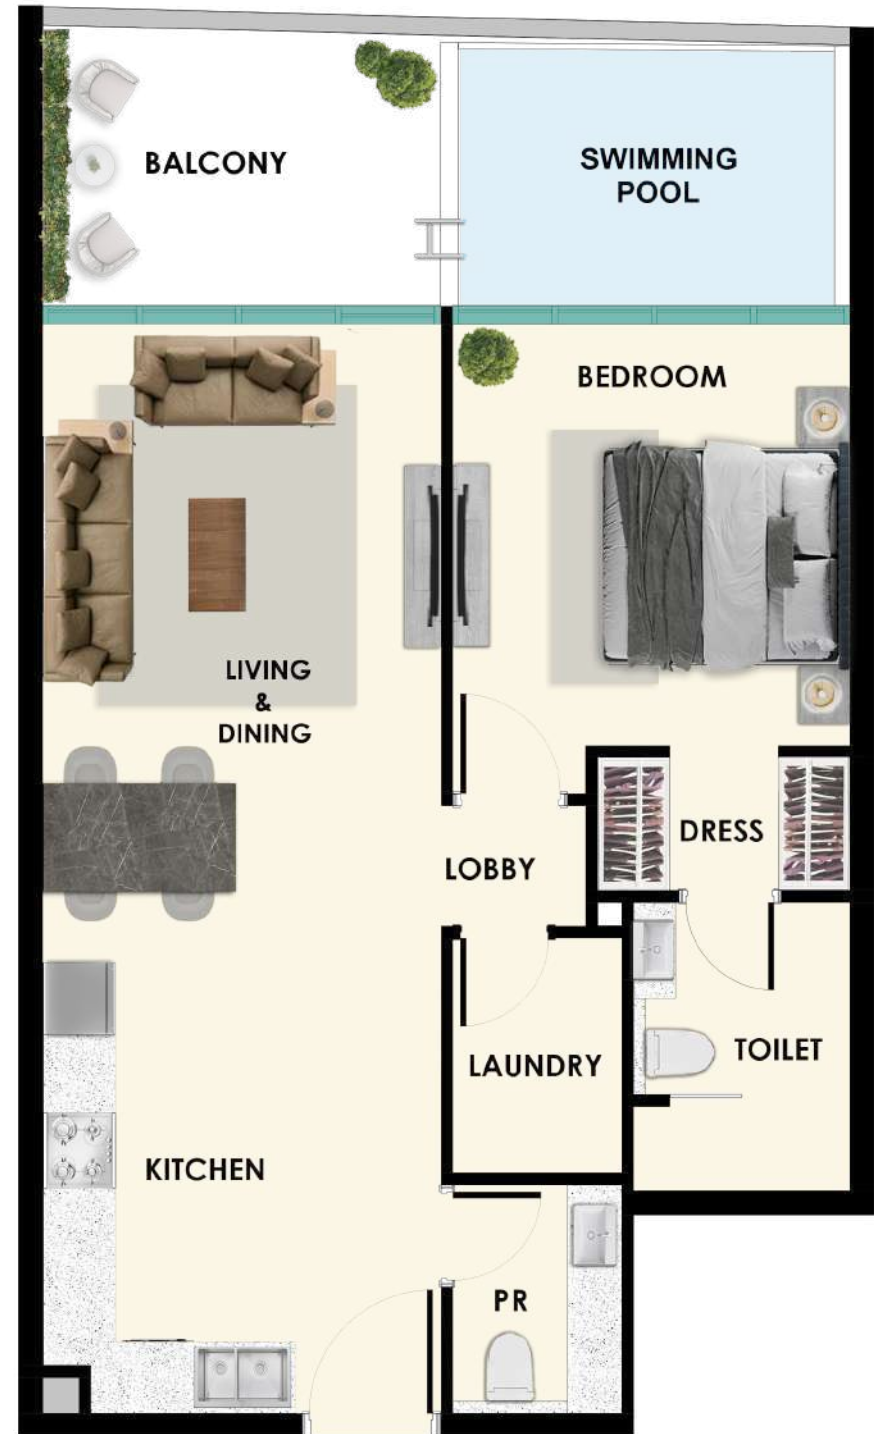 BALCONY
SWIMMING
POOL
BEDROOM
LIVING
&
DINING
DRESS
LOBBY
TOILET
LAUNDRY
KITCHEN
PR